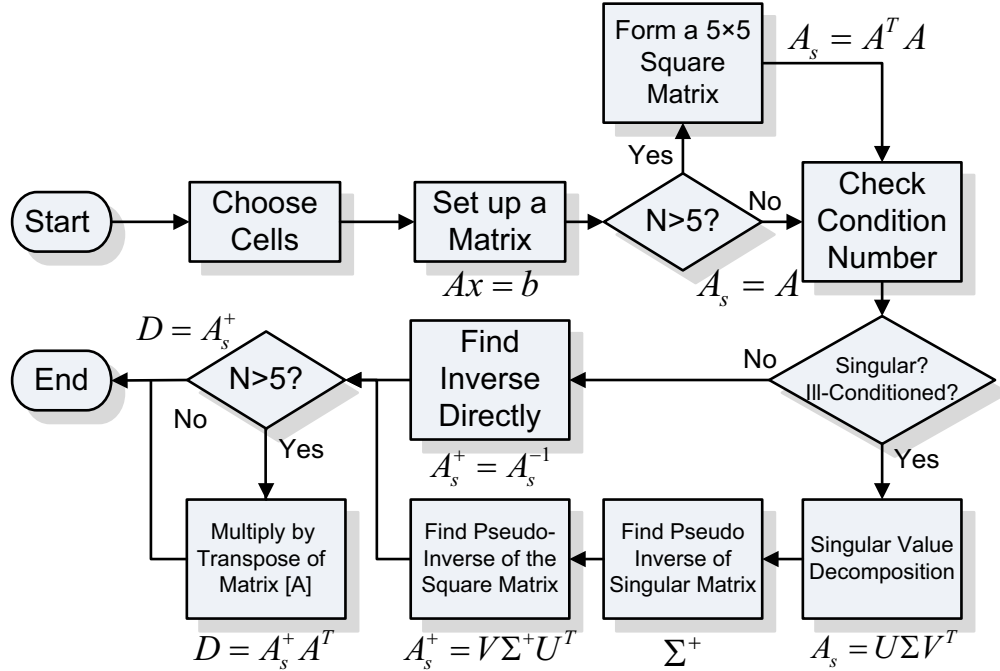 Form a 5×5
Square
Matrix
A_s = A^T A
Yes
Start
Choose
Cells
Set up a
Matrix
Ax = b
N>5?
No
A_s = A
Check
Condition
Number
D = A_s^+
End
N>5?
No
Yes
Find
Inverse
Directly
A_s^+ = A_s^{-1}
No
Singular?
Ill-Conditioned?
Yes
Multiply by
Transpose of
Matrix [A]
D = A_s^+ A^T
Find Pseudo-
Inverse of the
Square Matrix
A_s^+ = VΣ^+U^T
Find Pseudo
Inverse of
Singular Matrix
Σ^+
Singular Value
Decomposition
A_s = UΣV^T